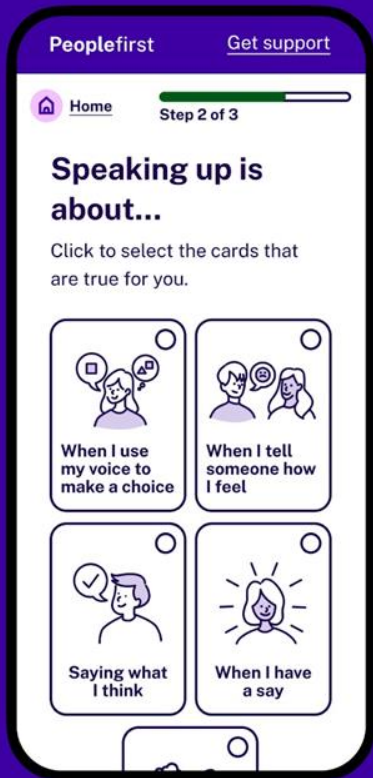 Peoplefirst
Get support
Home
Step 2 of 3
Speaking up is
about...
Click to select the cards that
are true for you.
When I use
my voice to
make a choice
When I tell
someone how
I feel
Saying what
I think
When I have
a say